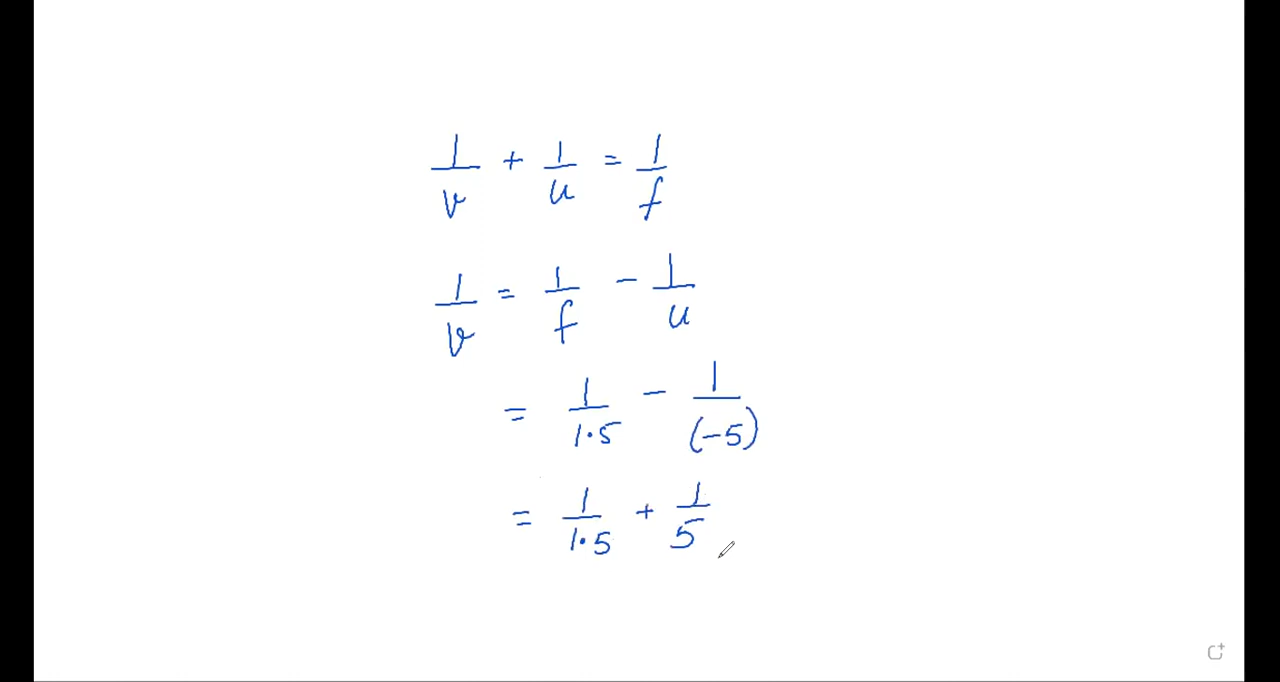 1/v + 1/u = 1/f
1/v = 1/f - 1/u
= 1/1.5 - 1/(-5)
= 1/1.5 + 1/5